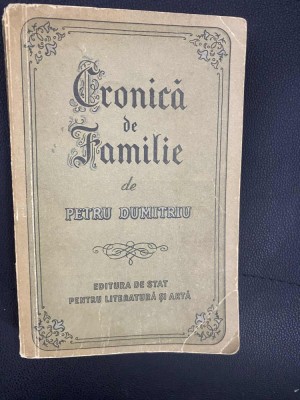 Cronică
de
Familie
de
PETRU DUMITRIU
EDITURA DE STAT
PENTRU LITERATURĂ ȘI ARTĂ